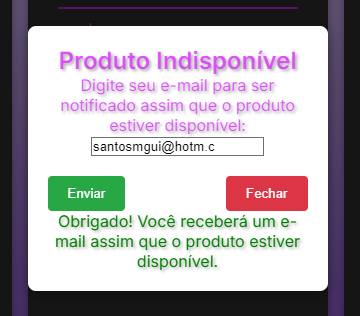 Produto Indisponível
Digite seu e-mail para ser
notificado assim que o produto
estiver disponível:
santosmgui@hotm.c
Enviar
Fechar
Obrigado! Você receberá um e-
mail assim que o produto estiver
disponível.